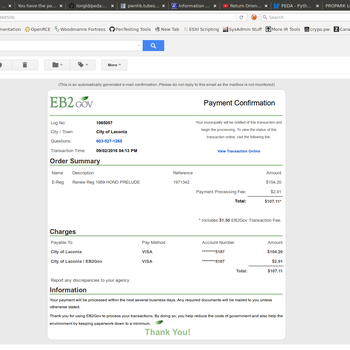 You have the po...
Information
Return Orien...
PEDA - Pyth...
PROPARK L
Search
mentation
OpenRCE
Woodmanns Fortress
PenTesting Tools
New Tab
ESXi Scripting
SysAdmin Stuff
More IR Tools
crypo.pw
Canad
More
(This is an automatically generated e-mail confirmation. Please do not reply to this email as the mailbox is not monitored)
EB2 GOV
Payment Confirmation
Log No: 1965057
City / Town: City of Laconia
Questions: 603-527-1265
Transaction Time: 09/02/2016 04:13 PM
Your municipality will be notified of this transaction and
begin the processing. To view the status of this
transaction online, visit the following link:
View Transaction Online
Order Summary
Name Description Reference Amount
E-Reg Renew Reg 1989 HOND PRELUDE 1971342 $104.20
Payment Processing Fee: $2.91
Total: $107.11*
* Includes $1.50 EB2Gov Transaction Fee.
Charges
Payable To Pay Method Account Number Amount
City of Laconia VISA ********5187 $104.20
City of Laconia / EB2Gov VISA ********5187 $2.91
Total: $107.11
Report any discrepancies to your agency
Information
Your payment will be processed within the next several business days. Any required documents will be mailed to you unless
otherwise stated.
Thank you for using EB2Gov to process your transactions. By doing so, you help reduce the costs of government and also help the
environment by keeping paperwork down to a minimum.
Thank You!